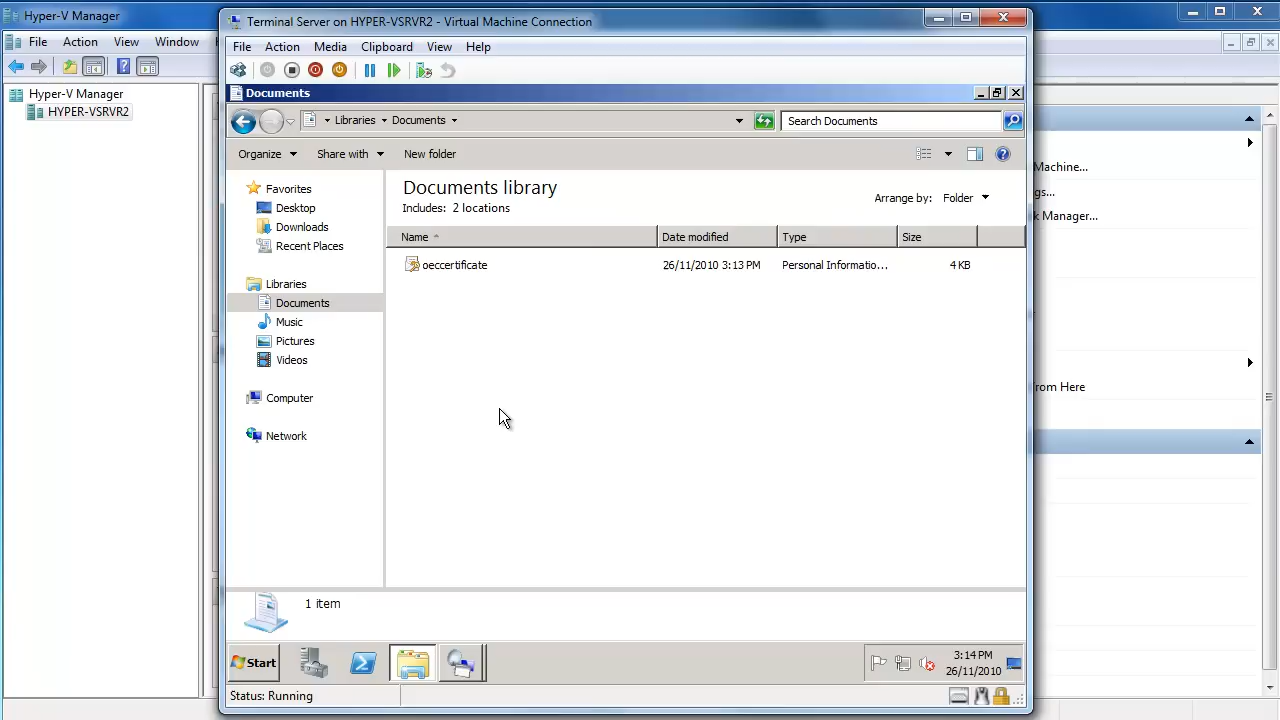 Hyper-V Manager
File Action View Window
Hyper-V Manager
HYPER-VSRVR2
Terminal Server on HYPER-VSRVR2 - Virtual Machine Connection
File Action Media Clipboard View Help
Documents
Libraries Documents
Search Documents
Organize Share with New folder
Favorites
Desktop
Downloads
Recent Places
Libraries
Documents
Music
Pictures
Videos
Computer
Network
Documents library
Includes: 2 locations
Arrange by: Folder
Name Date modified Type Size
oeccertificate 26/11/2010 3:13 PM Personal Informatio... 4 KB
1 item
Start
3:14 PM
26/11/2010
Status: Running
Machine...
gs...
k Manager...
rom Here